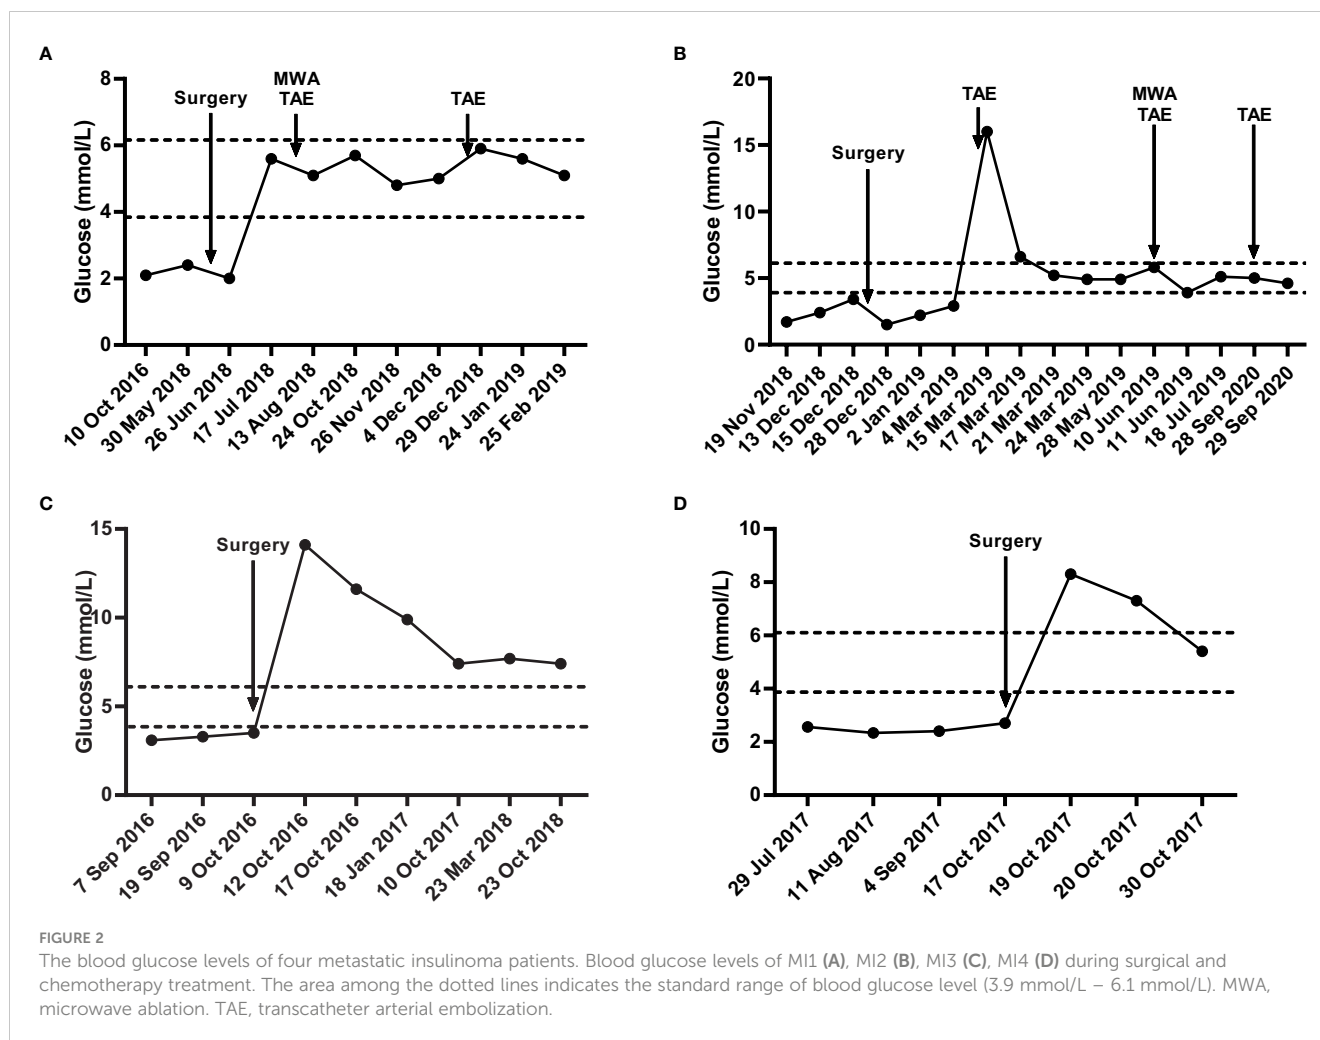 A
Glucose (mmol/L)
8
6
4
2
0
Surgery
MWA
TAE
TAE
10 Oct 2016
30 May 2018
26 Jun 2018
17 Jul 2018
13 Aug 2018
24 Oct 2018
26 Nov 2018
4 Dec 2018
29 Dec 2018
24 Jan 2019
25 Feb 2019
B
Glucose (mmol/L)
20
15
10
5
0
Surgery
TAE
MWA
TAE
TAE
19 Nov 2018
13 Dec 2018
15 Dec 2018
28 Dec 2018
2 Jan 2019
4 Mar 2019
15 Mar 2019
17 Mar 2019
21 Mar 2019
24 Mar 2019
28 May 2019
10 Jun 2019
11 Jun 2019
18 Jul 2019
28 Sep 2020
29 Sep 2020
C
Glucose (mmol/L)
15
10
5
0
Surgery
7 Sep 2016
19 Sep 2016
9 Oct 2016
12 Oct 2016
17 Oct 2016
18 Jan 2017
10 Oct 2017
23 Mar 2018
23 Oct 2018
D
Glucose (mmol/L)
10
8
6
4
2
0
Surgery
29 Jul 2017
11 Aug 2017
4 Sep 2017
17 Oct 2017
19 Oct 2017
20 Oct 2017
30 Oct 2017
FIGURE 2
The blood glucose levels of four metastatic insulinoma patients. Blood glucose levels of MI1 (A), MI2 (B), MI3 (C), MI4 (D) during surgical and
chemotherapy treatment. The area among the dotted lines indicates the standard range of blood glucose level (3.9 mmol/L – 6.1 mmol/L). MWA,
microwave ablation. TAE, transcatheter arterial embolization.